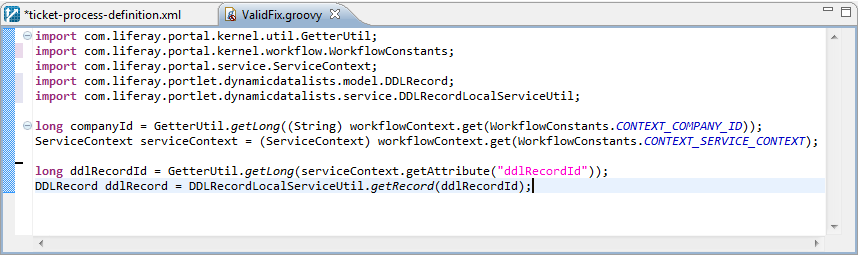 *ticket-process-definition.xml ValidFix.groovy
import com.liferay.portal.kernel.util.GetterUtil;
import com.liferay.portal.kernel.workflow.WorkflowConstants;
import com.liferay.portal.service.ServiceContext;
import com.liferay.portlet.dynamicdatalists.model.DDLRecord;
import com.liferay.portlet.dynamicdatalists.service.DDLRecordLocalServiceUtil;
long companyId = GetterUtil.getLong((String) workflowContext.get(WorkflowConstants.CONTEXT_COMPANY_ID));
ServiceContext serviceContext = (ServiceContext) workflowContext.get(WorkflowConstants.CONTEXT_SERVICE_CONTEXT);
long ddlRecordId = GetterUtil.getLong(serviceContext.getAttribute("ddlRecordId"));
DDLRecord ddlRecord = DDLRecordLocalServiceUtil.getRecord(ddlRecordId);